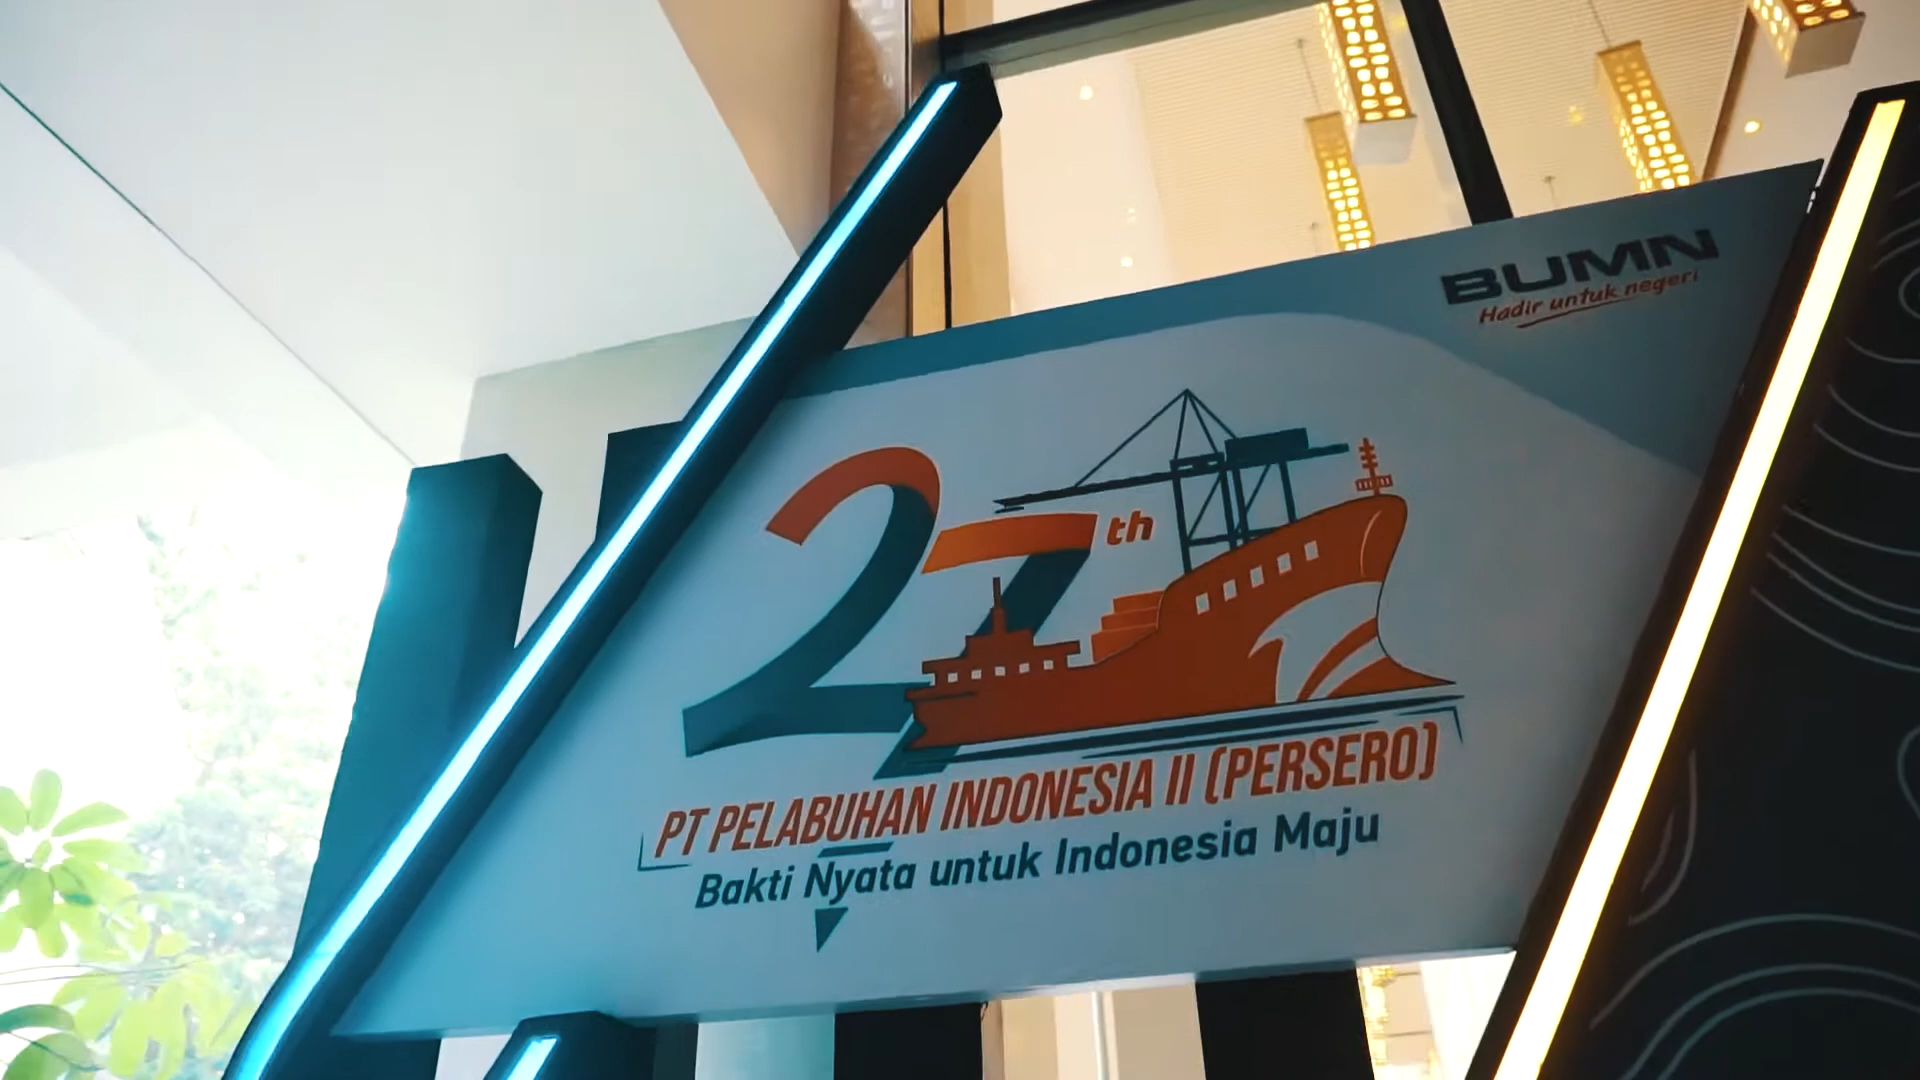 BUMN
Hadir untuk negeri
27th
PT PELABUHAN INDONESIA II (PERSERO)
Bakti Nyata untuk Indonesia Maju